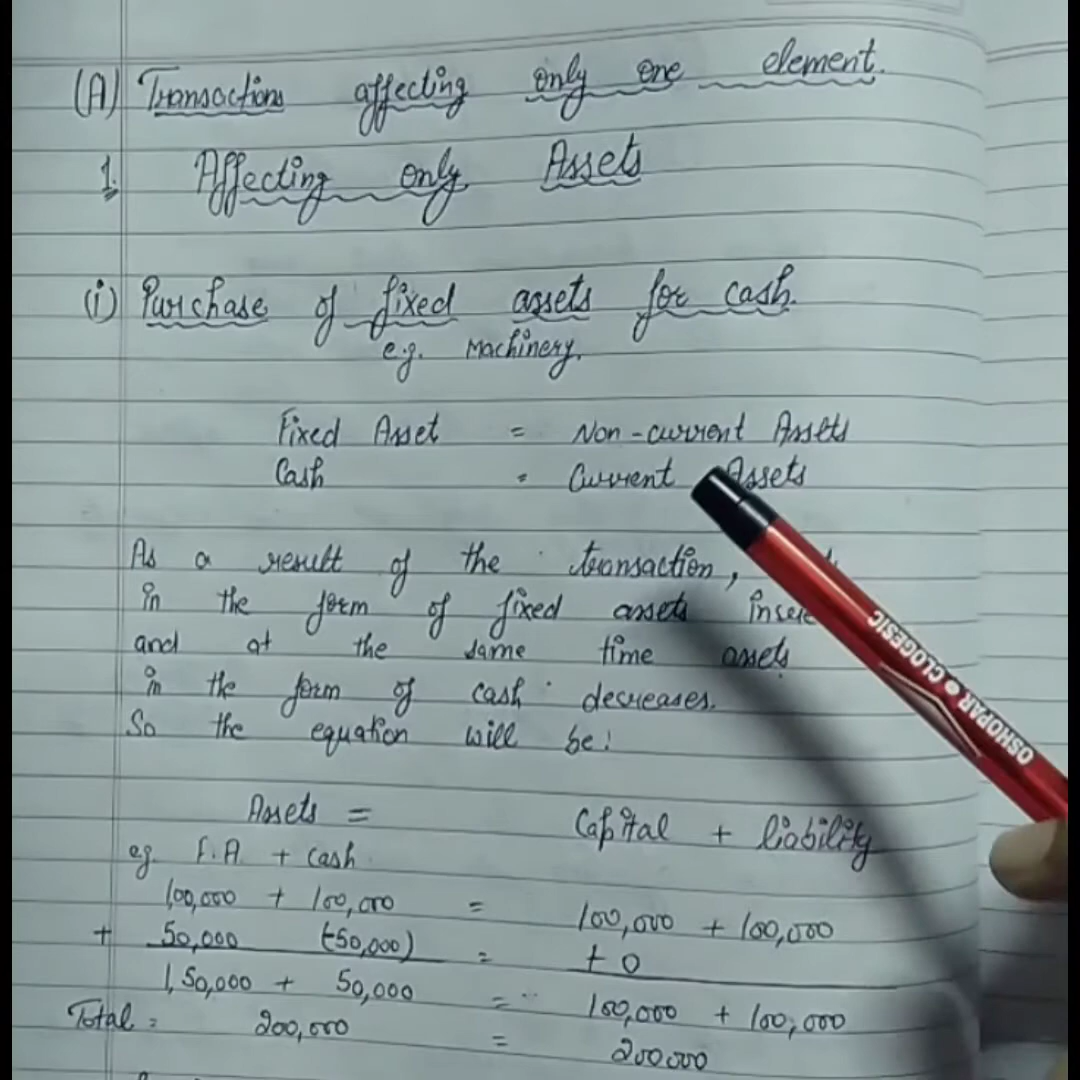 (A) Transactions affecting only one element.
1. Affecting only Assets
(i) Purchase of fixed assets for cash.
e.g. Machinery.
Fixed Asset = Non-current Assets
Cash = Current Assets
As a result of the transaction,
in the form of fixed assets
and at the same time assets
in the form of cash decreases.
So the equation will be:
Assets = Capital + liability
eg. F.A + cash
1,00,000 + 100,000 = 100,000 + 100,000
+ 50,000 (-50,000) = + 0
1,50,000 + 50,000 = 100,000 + 100,000
Total = 200,000 = 200000
OSHOPAR CLOGESIC